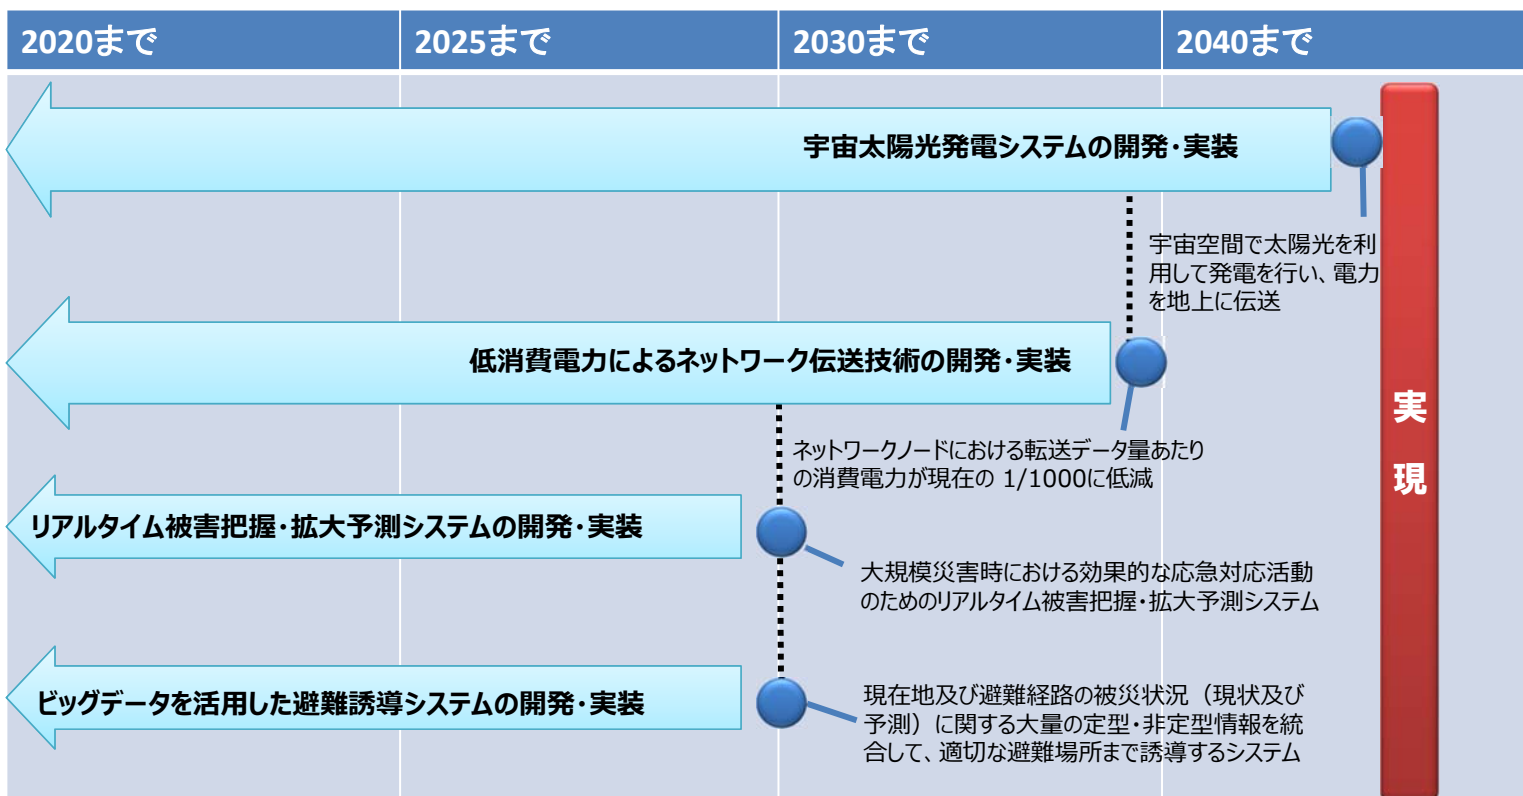 2020まで
2025まで
2030まで
2040まで
宇宙太陽光発電システムの開発・実装
宇宙空間で太陽光を利
用して発電を行い、電力
を地上に伝送
低消費電力によるネットワーク伝送技術の開発・実装
ネットワークノードにおける転送データ量あたり
の消費電力が現在の 1/1000に低減
リアルタイム被害把握・拡大予測システムの開発・実装
大規模災害時における効果的な応急対応活動
のためのリアルタイム被害把握・拡大予測システム
ビッグデータを活用した避難誘導システムの開発・実装
現在地及び避難経路の被災状況（現状及び
予測）に関する大量の定型・非定型情報を統
合して、適切な避難場所まで誘導するシステム
実
現